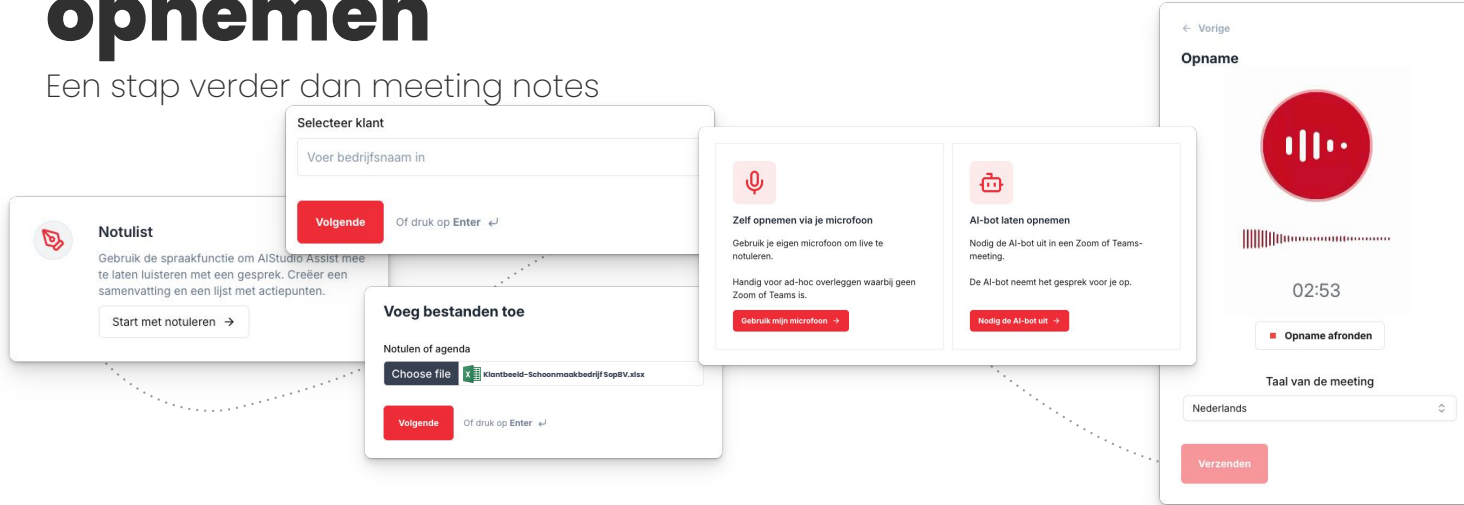 opnemen
Een stap verder dan meeting notes
Notulist
Gebruik de spraakfunctie om AIStudio Assist mee
te laten luisteren met een gesprek. Creëer een
samenvatting en een lijst met actiepunten.
Start met notuleren →
Selecteer klant
Voer bedrijfsnaam in
Volgende
Of druk op Enter ↵
Voeg bestanden toe
Notulen of agenda
Choose file
Klantbeeld-Schoonmaakbedrijf SopBV.xlsx
Volgende
Of druk op Enter ↵
Zelf opnemen via je microfoon
Gebruik je eigen microfoon om live te
notuleren.
Handig voor ad-hoc overleggen waarbij geen
Zoom of Teams is.
Gebruik mijn microfoon →
AI-bot laten opnemen
Nodig de AI-bot uit in een Zoom of Teams-
meeting.
De AI-bot neemt het gesprek voor je op.
Nodig de AI-bot uit →
← Vorige
Opname
02:53
Opname afronden
Taal van de meeting
Nederlands
Verzenden